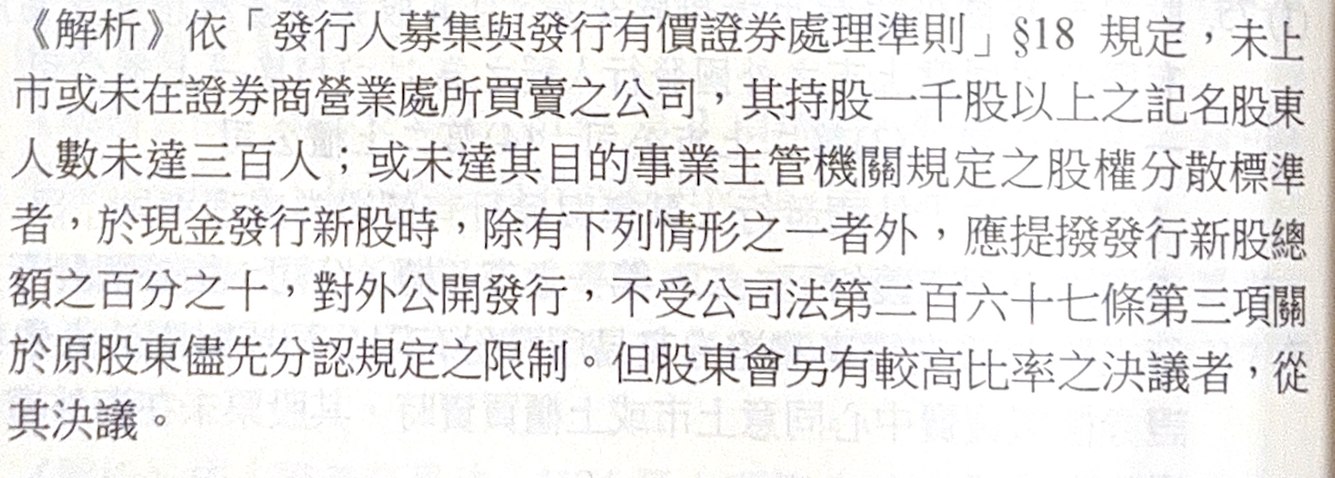 《解析》依「發行人募集與發行有價證券處理準則」§18 規定，未上
市或未在證券商營業處所買賣之公司，其持股一千股以上之記名股東
人數未達三百人；或未達其目的事業主管機關規定之股權分散標準
者，於現金發行新股時，除有下列情形之一者外，應提撥發行新股總
額之百分之十，對外公開發行，不受公司法第二百六十七條第三項關
於原股東儘先分認規定之限制。但股東會另有較高比率之決議者，從
其決議。